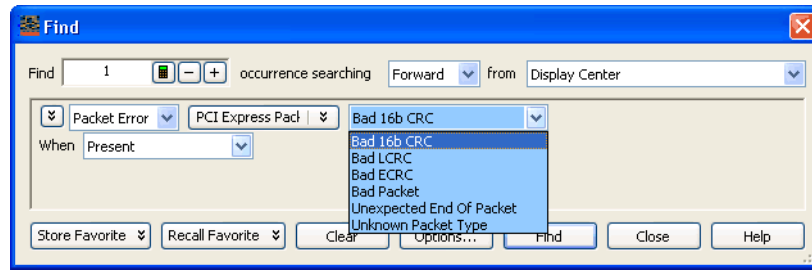 Find
Find 1 - + occurrence searching Forward from Display Center
Packet Error PCI Express Pack Bad 16b CRC
When Present
Bad 16b CRC
Bad LCRC
Bad ECRC
Bad Packet
Unexpected End Of Packet
Unknown Packet Type
Store Favorite Recall Favorite Clear Options... Find Close Help